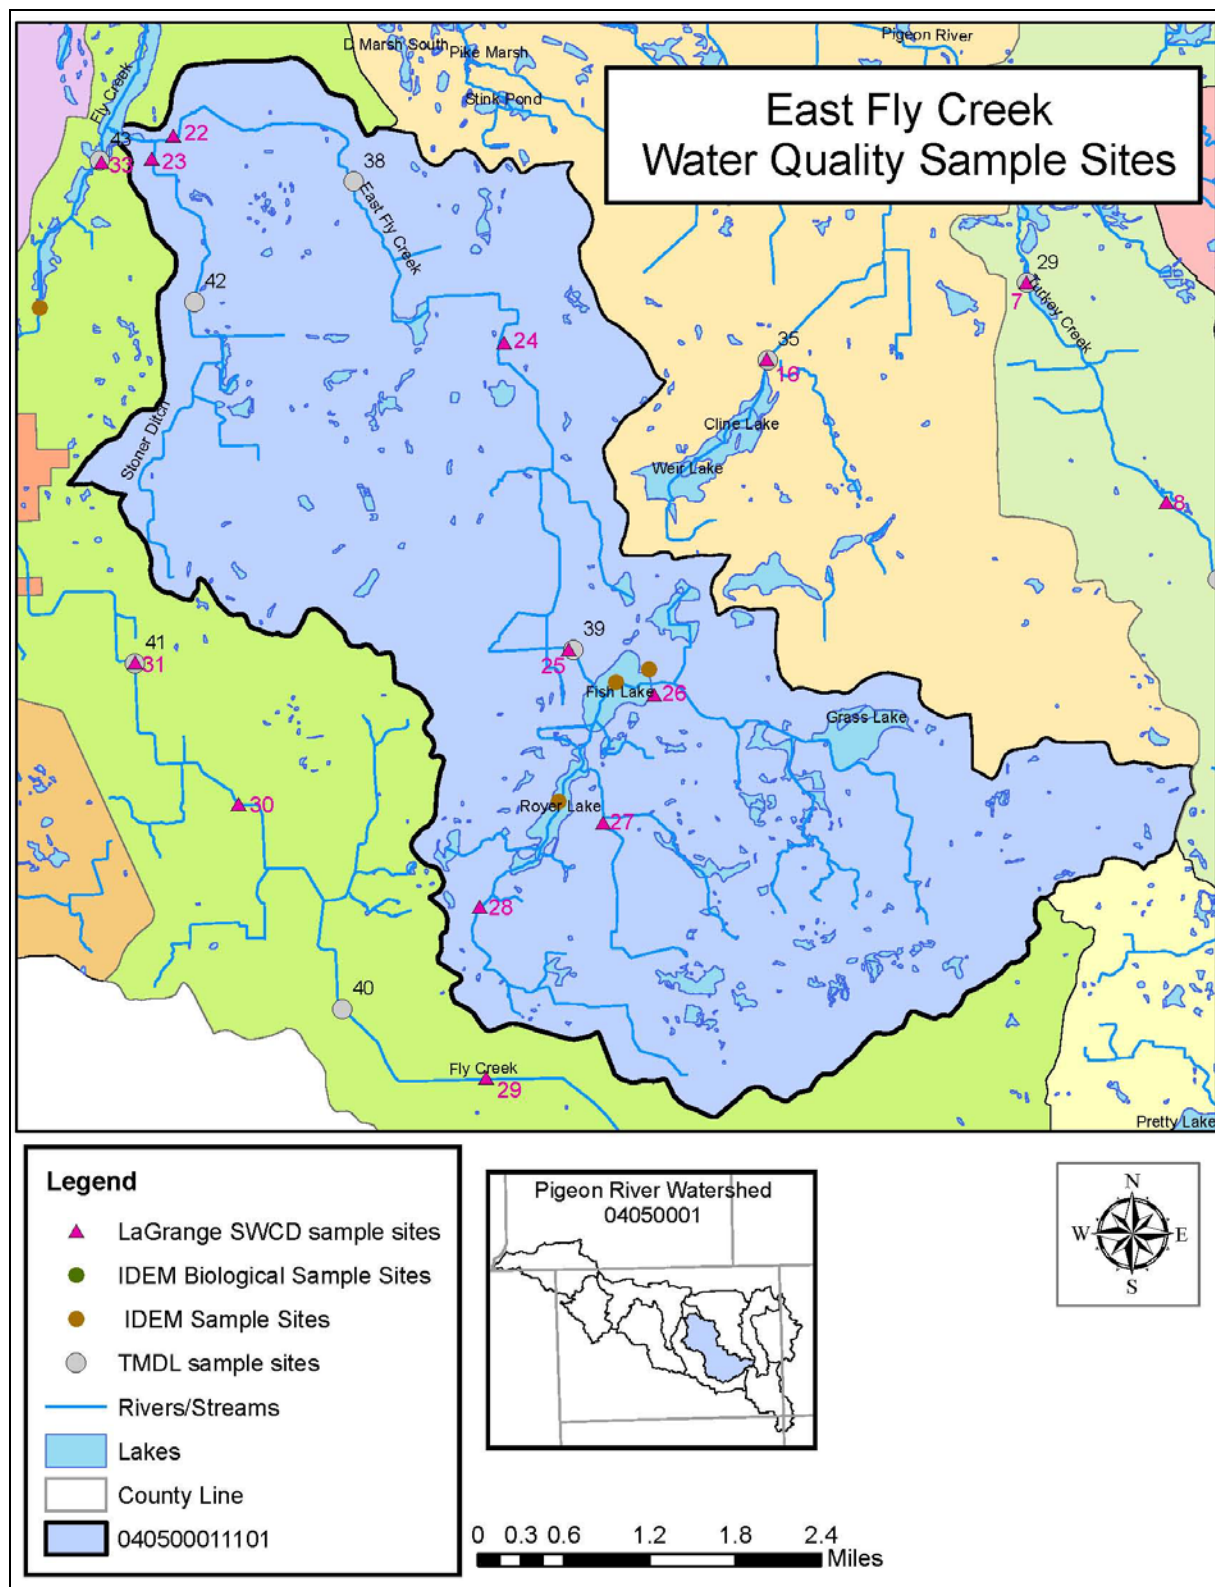 D Marsh South
Pike Marsh
Pigeon River
Stink Pond
East Fly Creek
Water Quality Sample Sites
Fly Creek
22
43
23
33
38
East Fly Creek
42
29
7
Turkey Creek
24
35
16
Cline Lake
Stoner Ditch
Weir Lake
8
39
41
25
31
Fish Lake
26
Grass Lake
30
Royer Lake
27
28
40
Fly Creek
29
Pretty Lake
Legend
LaGrange SWCD sample sites
IDEM Biological Sample Sites
IDEM Sample Sites
TMDL sample sites
Rivers/Streams
Lakes
County Line
040500011101
Pigeon River Watershed
04050001
N
W E
S
0 0.3 0.6 1.2 1.8 2.4
Miles